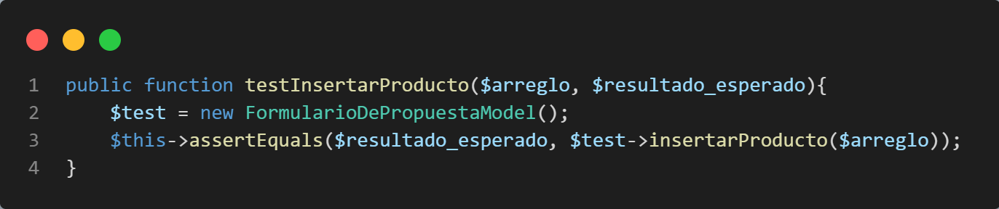 1 public function testInsertarProducto($arreglo, $resultado_esperado){
2     $test = new FormularioDePropuestaModel();
3     $this->assertEquals($resultado_esperado, $test->insertarProducto($arreglo));
4 }